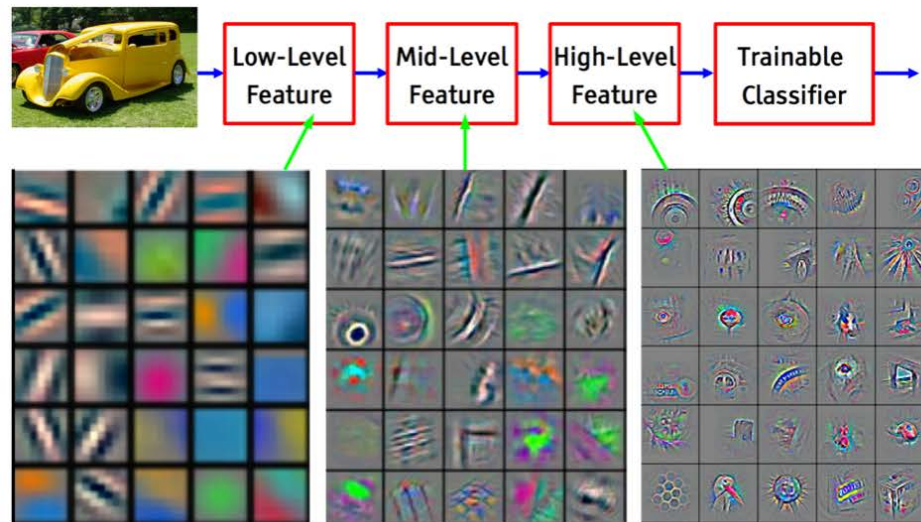 Low-Level
Feature
Mid-Level
Feature
High-Level
Feature
Trainable
Classifier